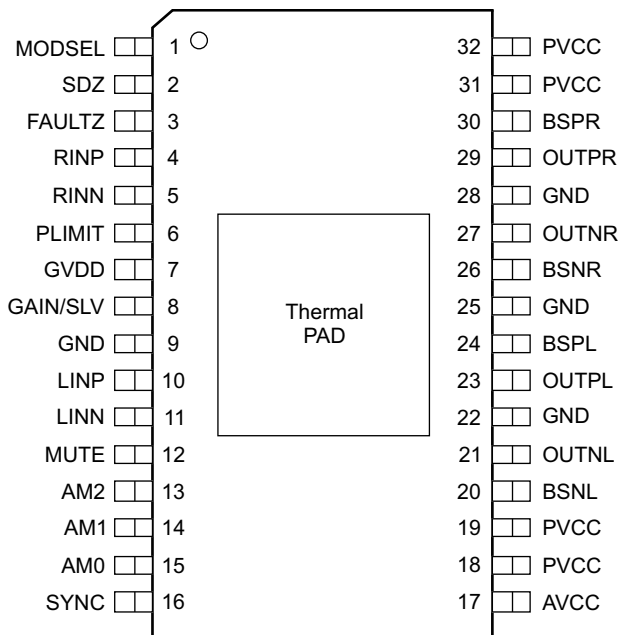 MODSEL 1 32 PVCC
SDZ 2 31 PVCC
FAULTZ 3 30 BSPR
RINP 4 29 OUTPR
RINN 5 28 GND
PLIMIT 6 27 OUTNR
GVDD 7 26 BSNR
GAIN/SLV 8 25 GND
GND 9 24 BSPL
LINP 10 23 OUTPL
LINN 11 22 GND
MUTE 12 21 OUTNL
AM2 13 20 BSNL
AM1 14 19 PVCC
AM0 15 18 PVCC
SYNC 16 17 AVCC
Thermal
PAD